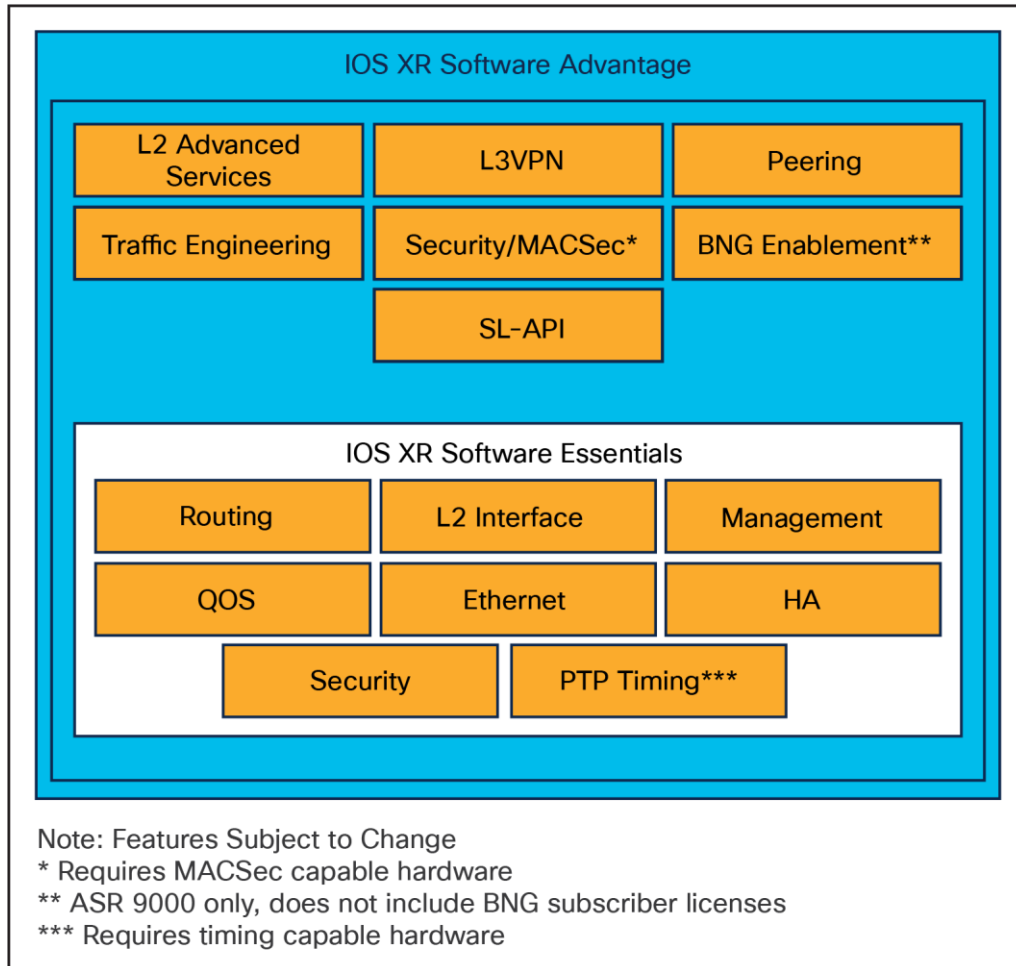 IOS XR Software Advantage
L2 Advanced
Services
L3VPN
Peering
Traffic Engineering
Security/MACSec*
BNG Enablement**
SL-API
IOS XR Software Essentials
Routing
L2 Interface
Management
QOS
Ethernet
HA
Security
PTP Timing***
Note: Features Subject to Change
* Requires MACSec capable hardware
** ASR 9000 only, does not include BNG subscriber licenses
*** Requires timing capable hardware